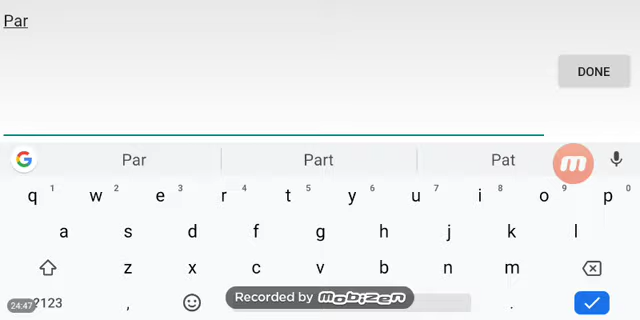 Par
DONE
G Par Part Pat m
q 1 w 2 e 3 r 4 t 5 y 6 u 7 i 8 o 9 p 0
a s d f g h j k l
z x c v b n m
24:47 ?123 , Recorded by mobizen .